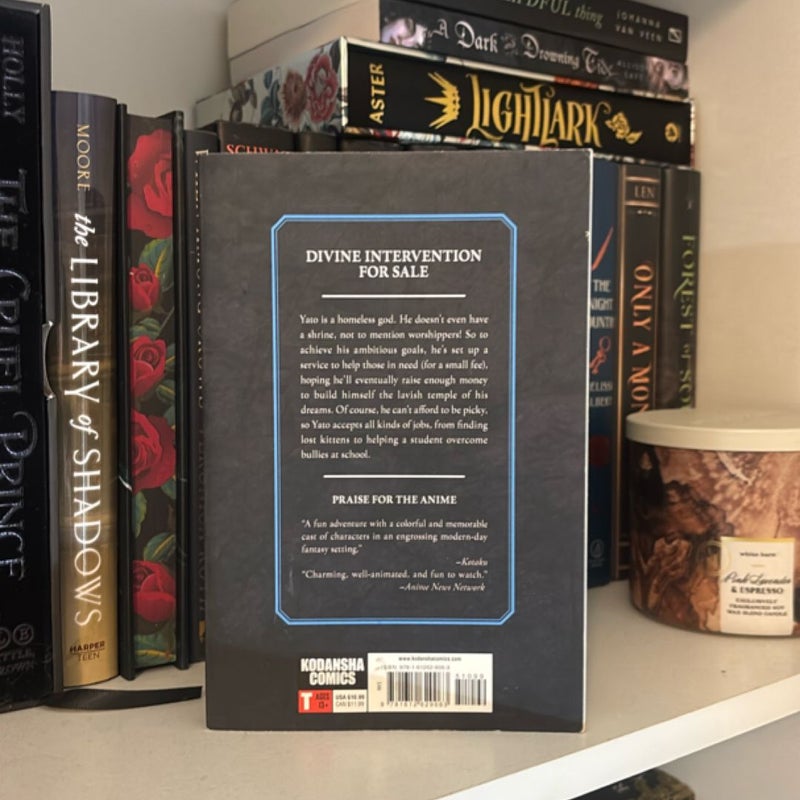 DFUL thing
JOHANNA VAN VEEN
A Dark & Drowning Tide
ASTER
LIGHTLARK
HOLLY
THE CRUEL PRINCE
MOORE
the LIBRARY of SHADOWS
HARPER
TEEN
SCHW
DIVINE INTERVENTION
FOR SALE
Yato is a homeless god. He doesn't even have
a shrine, not to mention worshippers! So to
achieve his ambitious goals, he's set up a
service to help those in need (for a small fee),
hoping he'll eventually raise enough money
to build himself the lavish temple of his
dreams. Of course, he can't afford to be picky,
so Yato accepts all kinds of jobs, from finding
lost kittens to helping a student overcome
bullies at school.
PRAISE FOR THE ANIME
"A fun adventure with a colorful and memorable
cast of characters in an engrossing modern-day
fantasy setting."
–Kotaku
"Charming, well-animated, and fun to watch."
–Anime News Network
KODANSHA
COMICS
T AGES
13+
USA $10.99
CAN $11.99
www.kodanshacomics.com
51099
THE
LEN
ONLY A MON
FOREST of SO
white barn
Pink Lavender
& ESPRESSO